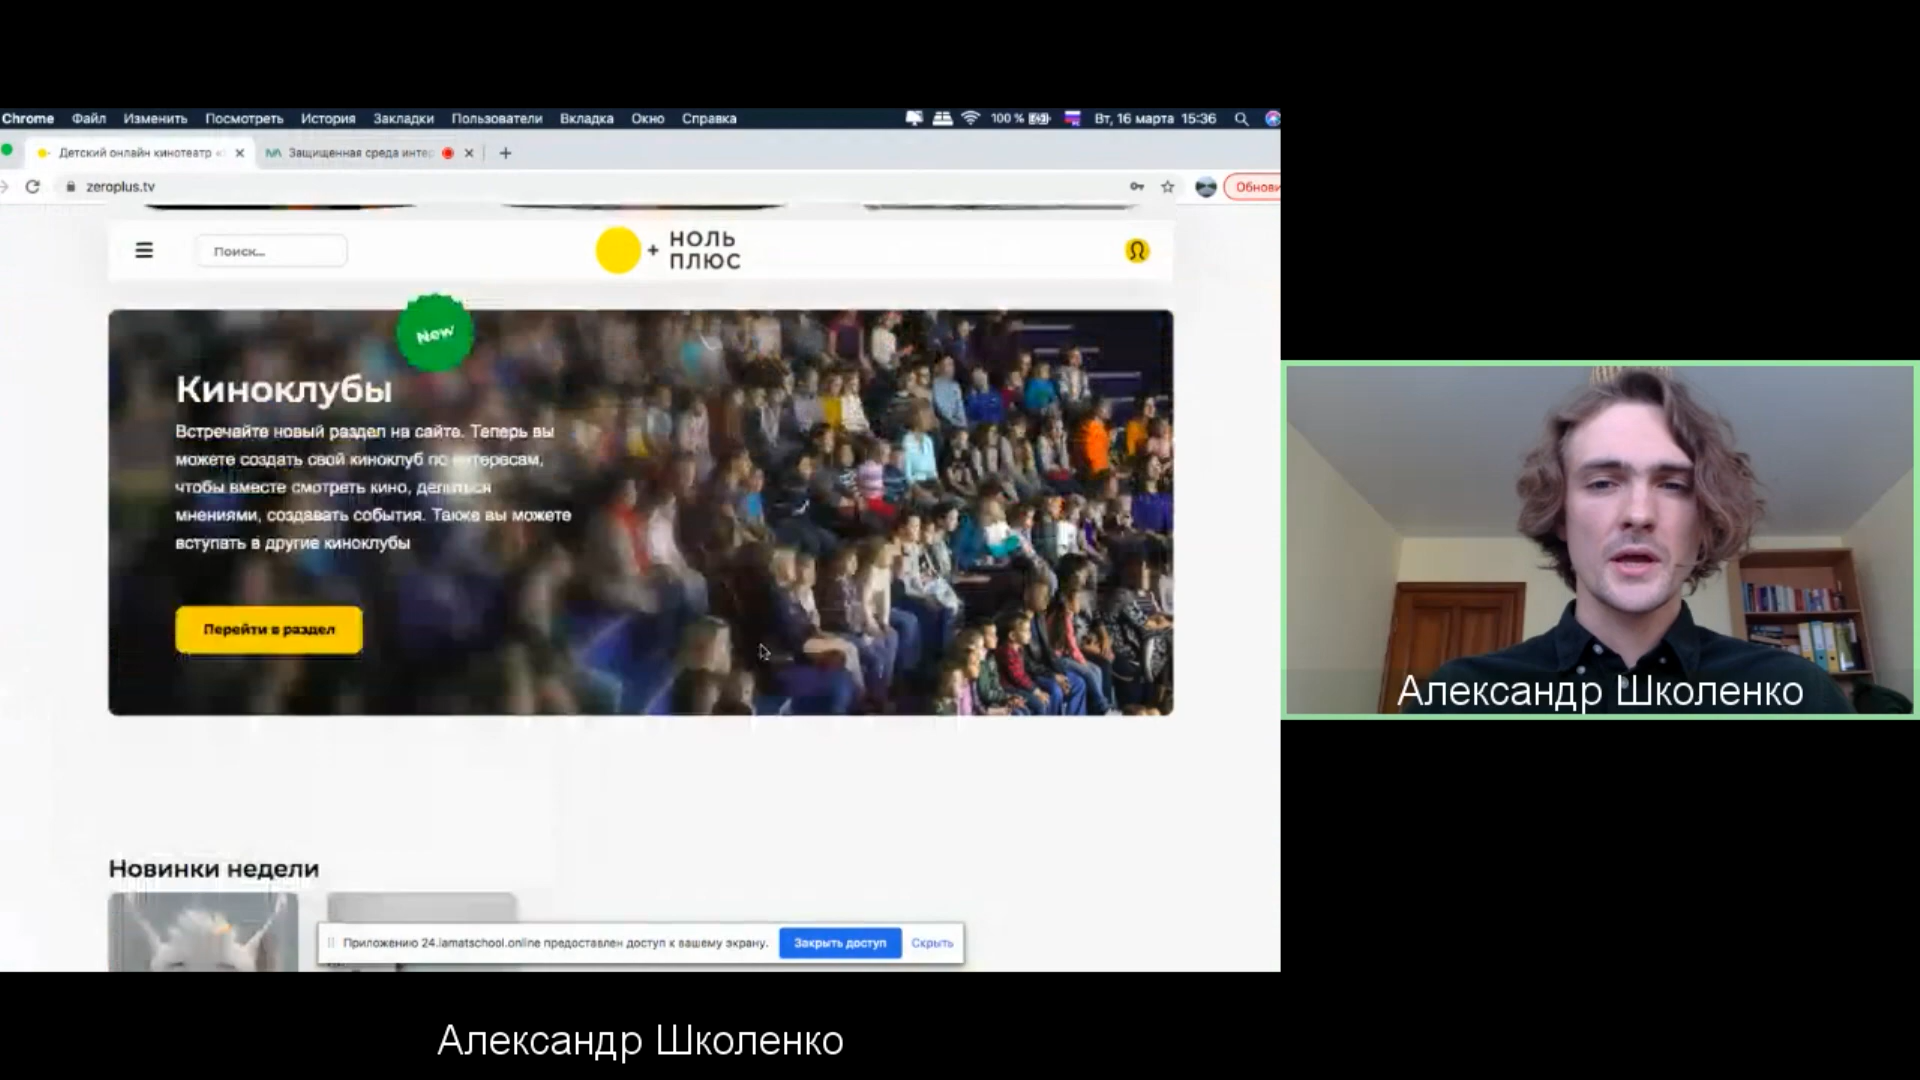 Chrome Файл Изменить Посмотреть История Закладки Пользователи Вкладка Окно Справка 100 % Вт, 16 марта 15:36
Детский онлайн кинотеатр Защищенная среда интер
zeroplus.tv Обнови
Поиск...
НОЛЬ
ПЛЮС
New
Киноклубы
Встречайте новый раздел на сайте. Теперь вы
можете создать свой киноклуб по интересам,
чтобы вместе смотреть кино, делиться
мнениями, создавать события. Также вы можете
вступать в другие киноклубы
Перейти в раздел
Новинки недели
Приложению 24.iamatschool.online предоставлен доступ к вашему экрану. Закрыть доступ Скрыть
Александр Школенко
Александр Школенко